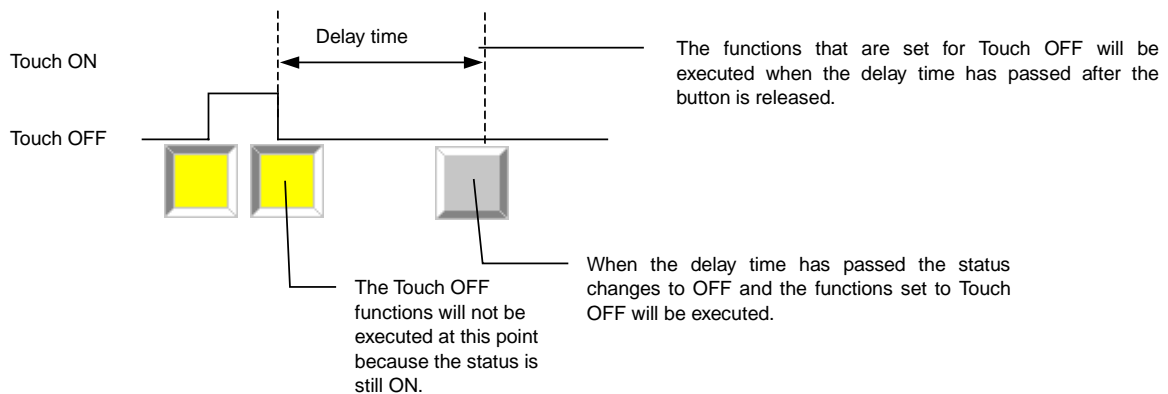 Delay time
Touch ON
The functions that are set for Touch OFF will be
executed when the delay time has passed after the
button is released.
Touch OFF
When the delay time has passed the status
changes to OFF and the functions set to Touch
OFF will be executed.
The Touch OFF
functions will not be
executed at this point
because the status is
still ON.